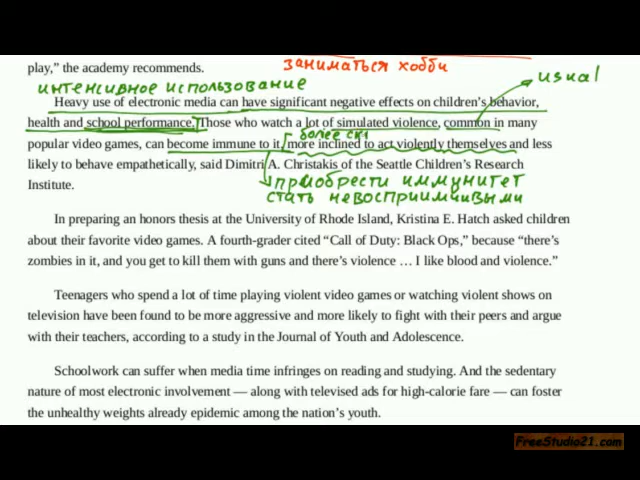 play,” the academy recommends.
заниматься хобби
интенсивное использование
usual
Heavy use of electronic media can have significant negative effects on children’s behavior,
health and school performance. Those who watch a lot of simulated violence, common in many
более скл
popular video games, can become immune to it, more inclined to act violently themselves and less
likely to behave empathetically, said Dimitri A. Christakis of the Seattle Children’s Research
Institute.
приобрести иммунитет
стать невосприимчивыми
In preparing an honors thesis at the University of Rhode Island, Kristina E. Hatch asked children
about their favorite video games. A fourth-grader cited “Call of Duty: Black Ops,” because “there’s
zombies in it, and you get to kill them with guns and there’s violence … I like blood and violence.”
Teenagers who spend a lot of time playing violent video games or watching violent shows on
television have been found to be more aggressive and more likely to fight with their peers and argue
with their teachers, according to a study in the Journal of Youth and Adolescence.
Schoolwork can suffer when media time infringes on reading and studying. And the sedentary
nature of most electronic involvement — along with televised ads for high-calorie fare — can foster
the unhealthy weights already epidemic among the nation’s youth.
FreeStudio21.com